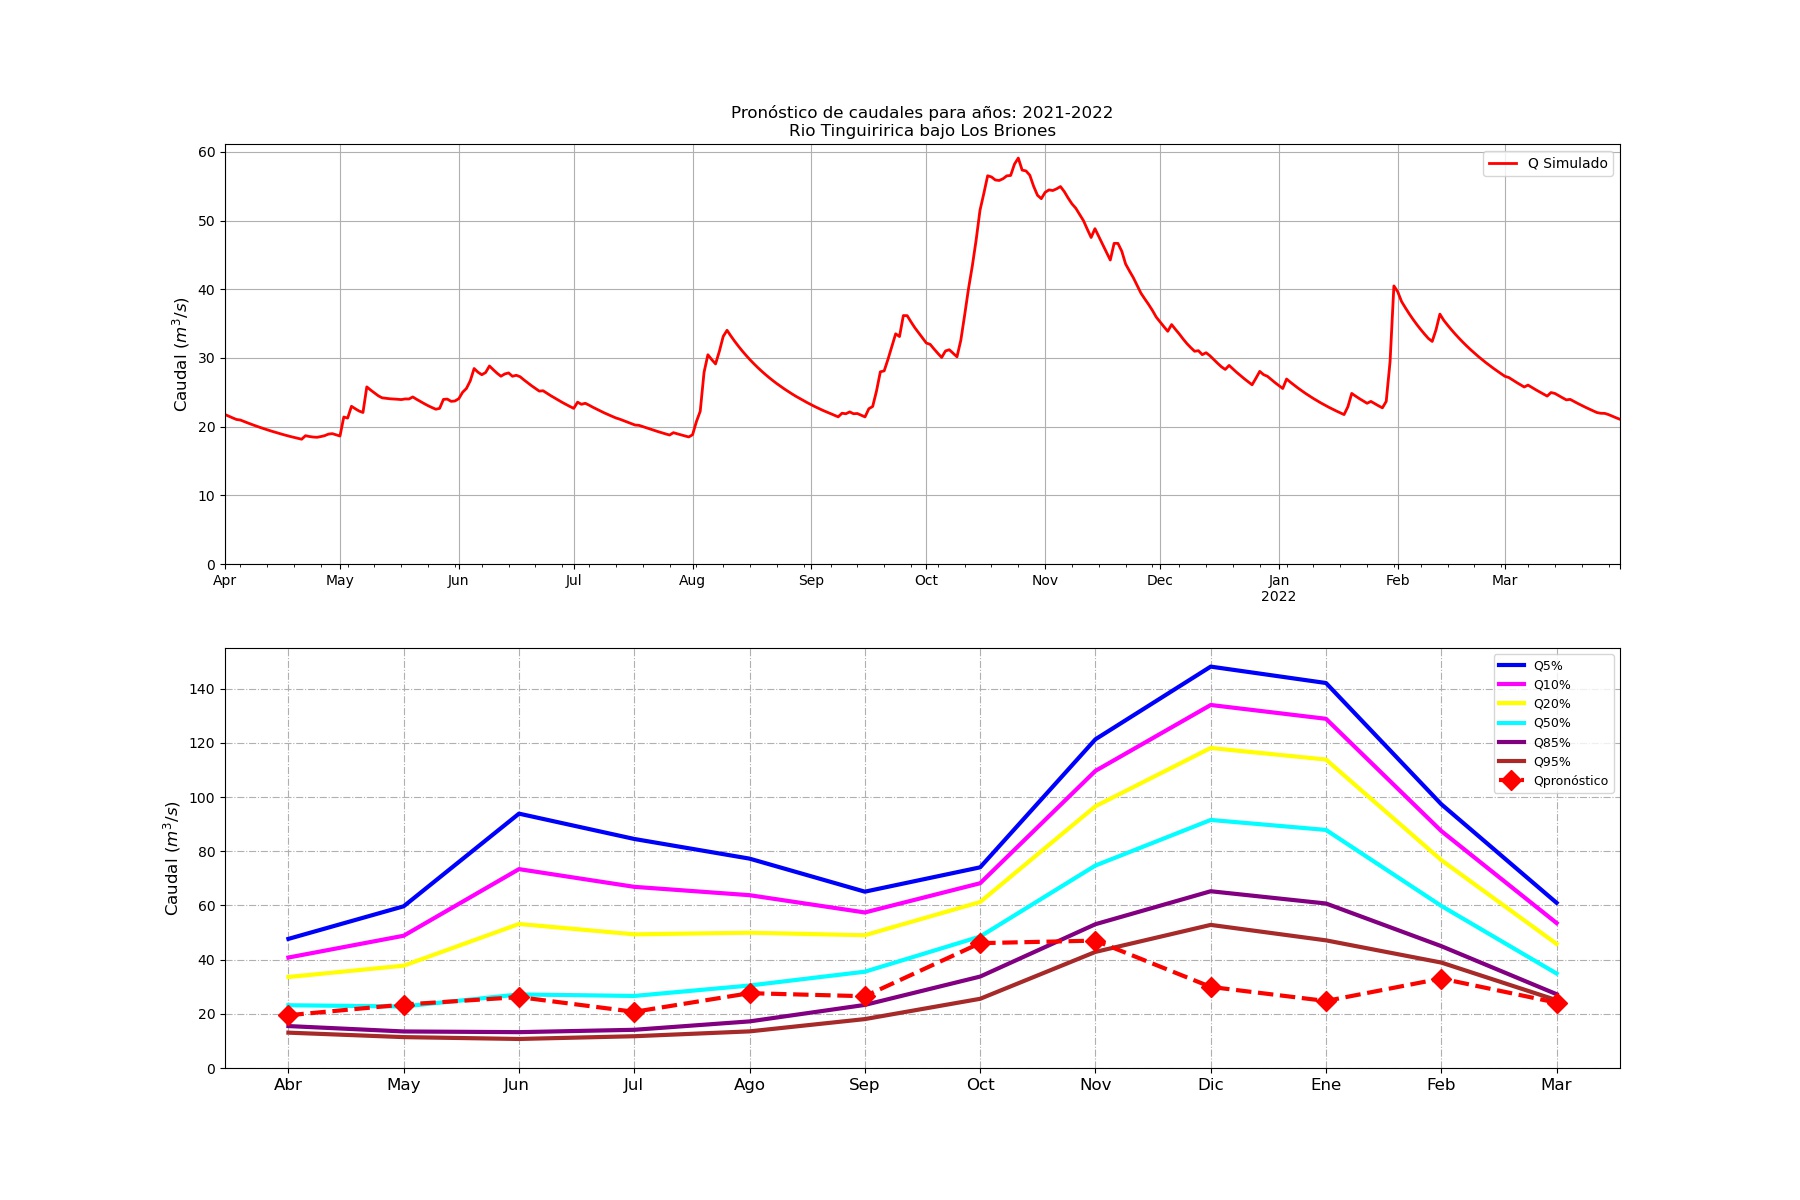 Pronóstico de caudales para años: 2021-2022
Rio Tinguiririca bajo Los Briones
Caudal (m³/s)
60
50
40
30
20
10
0
Q Simulado
Apr May Jun Jul Aug Sep Oct Nov Dec Jan Feb Mar
2022
Caudal (m³/s)
140
120
100
80
60
40
20
0
Q5%
Q10%
Q20%
Q50%
Q85%
Q95%
Qpronóstico
Abr May Jun Jul Ago Sep Oct Nov Dic Ene Feb Mar